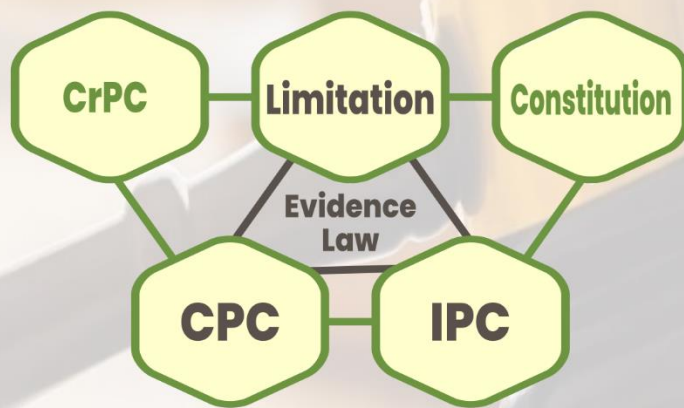 CrPC
Limitation
Constitution
Evidence
Law
CPC
IPC